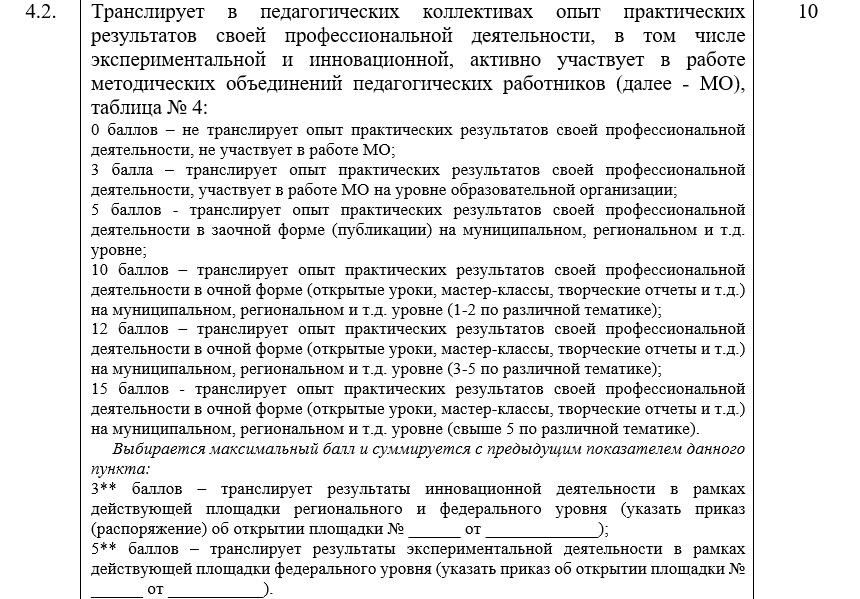 4.2. Транслирует в педагогических коллективах опыт практических 10
результатов своей профессиональной деятельности, в том числе
экспериментальной и инновационной, активно участвует в работе
методических объединений педагогических работников (далее - МО),
таблица № 4:
0 баллов – не транслирует опыт практических результатов своей профессиональной
деятельности, не участвует в работе МО;
3 балла – транслирует опыт практических результатов своей профессиональной
деятельности, участвует в работе МО на уровне образовательной организации;
5 баллов - транслирует опыт практических результатов своей профессиональной
деятельности в заочной форме (публикации) на муниципальном, региональном и т.д.
уровне;
10 баллов – транслирует опыт практических результатов своей профессиональной
деятельности в очной форме (открытые уроки, мастер-классы, творческие отчеты и т.д.)
на муниципальном, региональном и т.д. уровне (1-2 по различной тематике);
12 баллов – транслирует опыт практических результатов своей профессиональной
деятельности в очной форме (открытые уроки, мастер-классы, творческие отчеты и т.д.)
на муниципальном, региональном и т.д. уровне (3-5 по различной тематике);
15 баллов - транслирует опыт практических результатов своей профессиональной
деятельности в очной форме (открытые уроки, мастер-классы, творческие отчеты и т.д.)
на муниципальном, региональном и т.д. уровне (свыше 5 по различной тематике).
Выбирается максимальный балл и суммируется с предыдущим показателем данного
пункта:
3** баллов – транслирует результаты инновационной деятельности в рамках
действующей площадки регионального и федерального уровня (указать приказ
(распоряжение) об открытии площадки № ______ от _____________);
5** баллов – транслирует результаты экспериментальной деятельности в рамках
действующей площадки федерального уровня (указать приказ об открытии площадки №
______ от ___________).